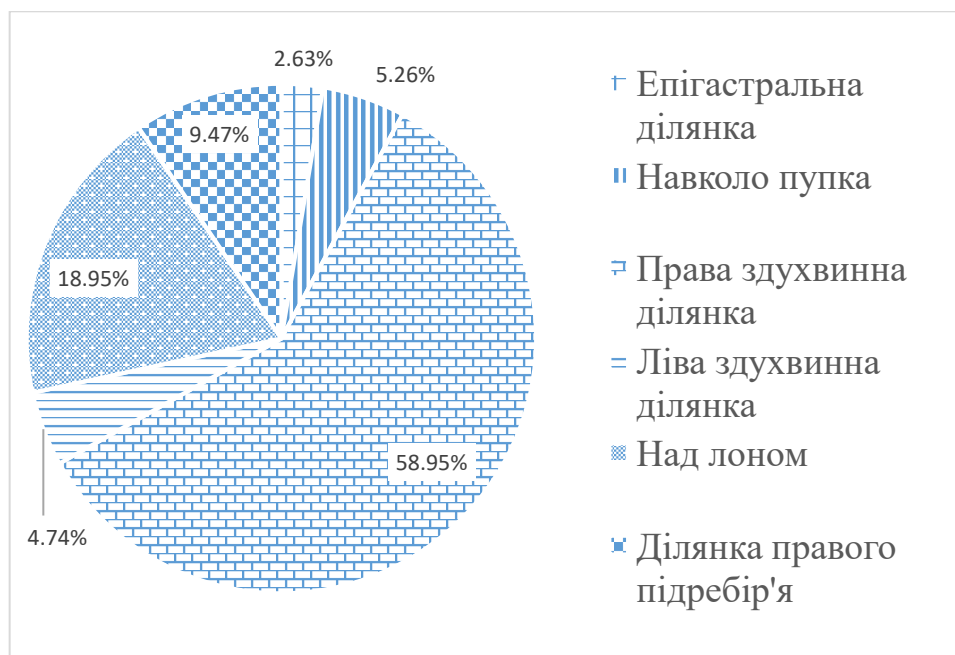 2.63%
5.26%
9.47%
18.95%
58.95%
4.74%
Епігастральна
ділянка
Навколо пупка
Права здухвинна
ділянка
Ліва здухвинна
ділянка
Над лоном
Ділянка правого
підребір'я